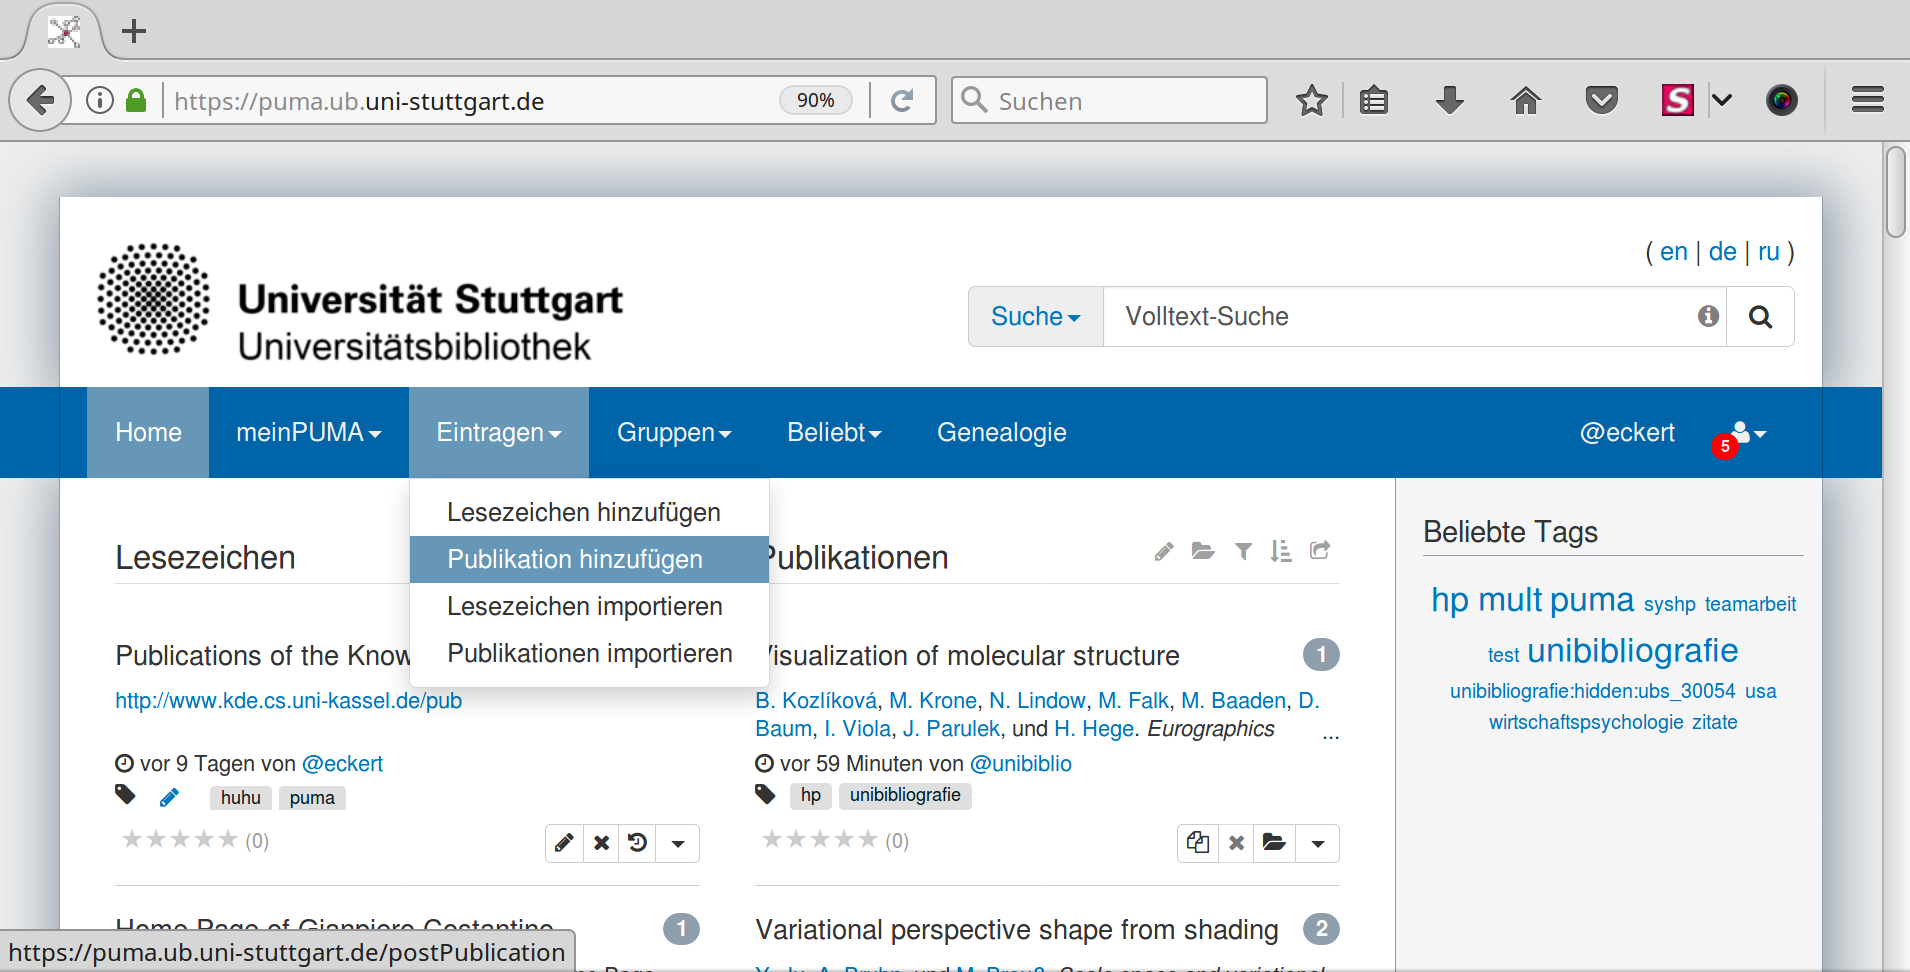 https://puma.ub.uni-stuttgart.de
90%
Suchen
( en | de | ru )
Universität Stuttgart
Universitätsbibliothek
Suche
Volltext-Suche
Home
meinPUMA
Eintragen
Gruppen
Beliebt
Genealogie
@eckert
5
Lesezeichen hinzufügen
Publikation hinzufügen
Lesezeichen importieren
Publikationen importieren
Lesezeichen
Publications of the Know
http://www.kde.cs.uni-kassel.de/pub
vor 9 Tagen von @eckert
huhu puma
(0)
Home Page of Gianpiero Costantino
1
Publikationen
Visualization of molecular structure
1
B. Kozlíková, M. Krone, N. Lindow, M. Falk, M. Baaden, D.
Baum, I. Viola, J. Parulek, und H. Hege. Eurographics ...
vor 59 Minuten von @unibiblio
hp unibibliografie
(0)
Variational perspective shape from shading
2
Beliebte Tags
hp mult puma syshp teamarbeit
test unibibliografie
unibibliografie:hidden:ubs_30054 usa
wirtschaftspsychologie zitate
https://puma.ub.uni-stuttgart.de/postPublication